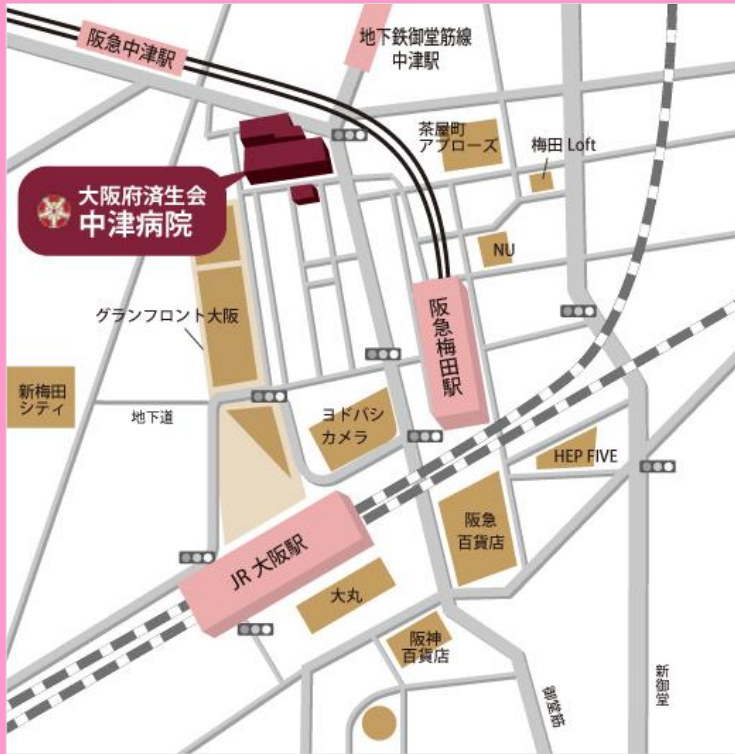 阪急中津駅
地下鉄御堂筋線
中津駅
茶屋町
アプローズ
梅田 Loft
大阪府済生会
中津病院
NU
グランフロント大阪
阪急梅田駅
新梅田
シティ
地下道
ヨドバシ
カメラ
HEP FIVE
阪急
百貨店
JR 大阪駅
大丸
阪神
百貨店
御堂筋
新御堂